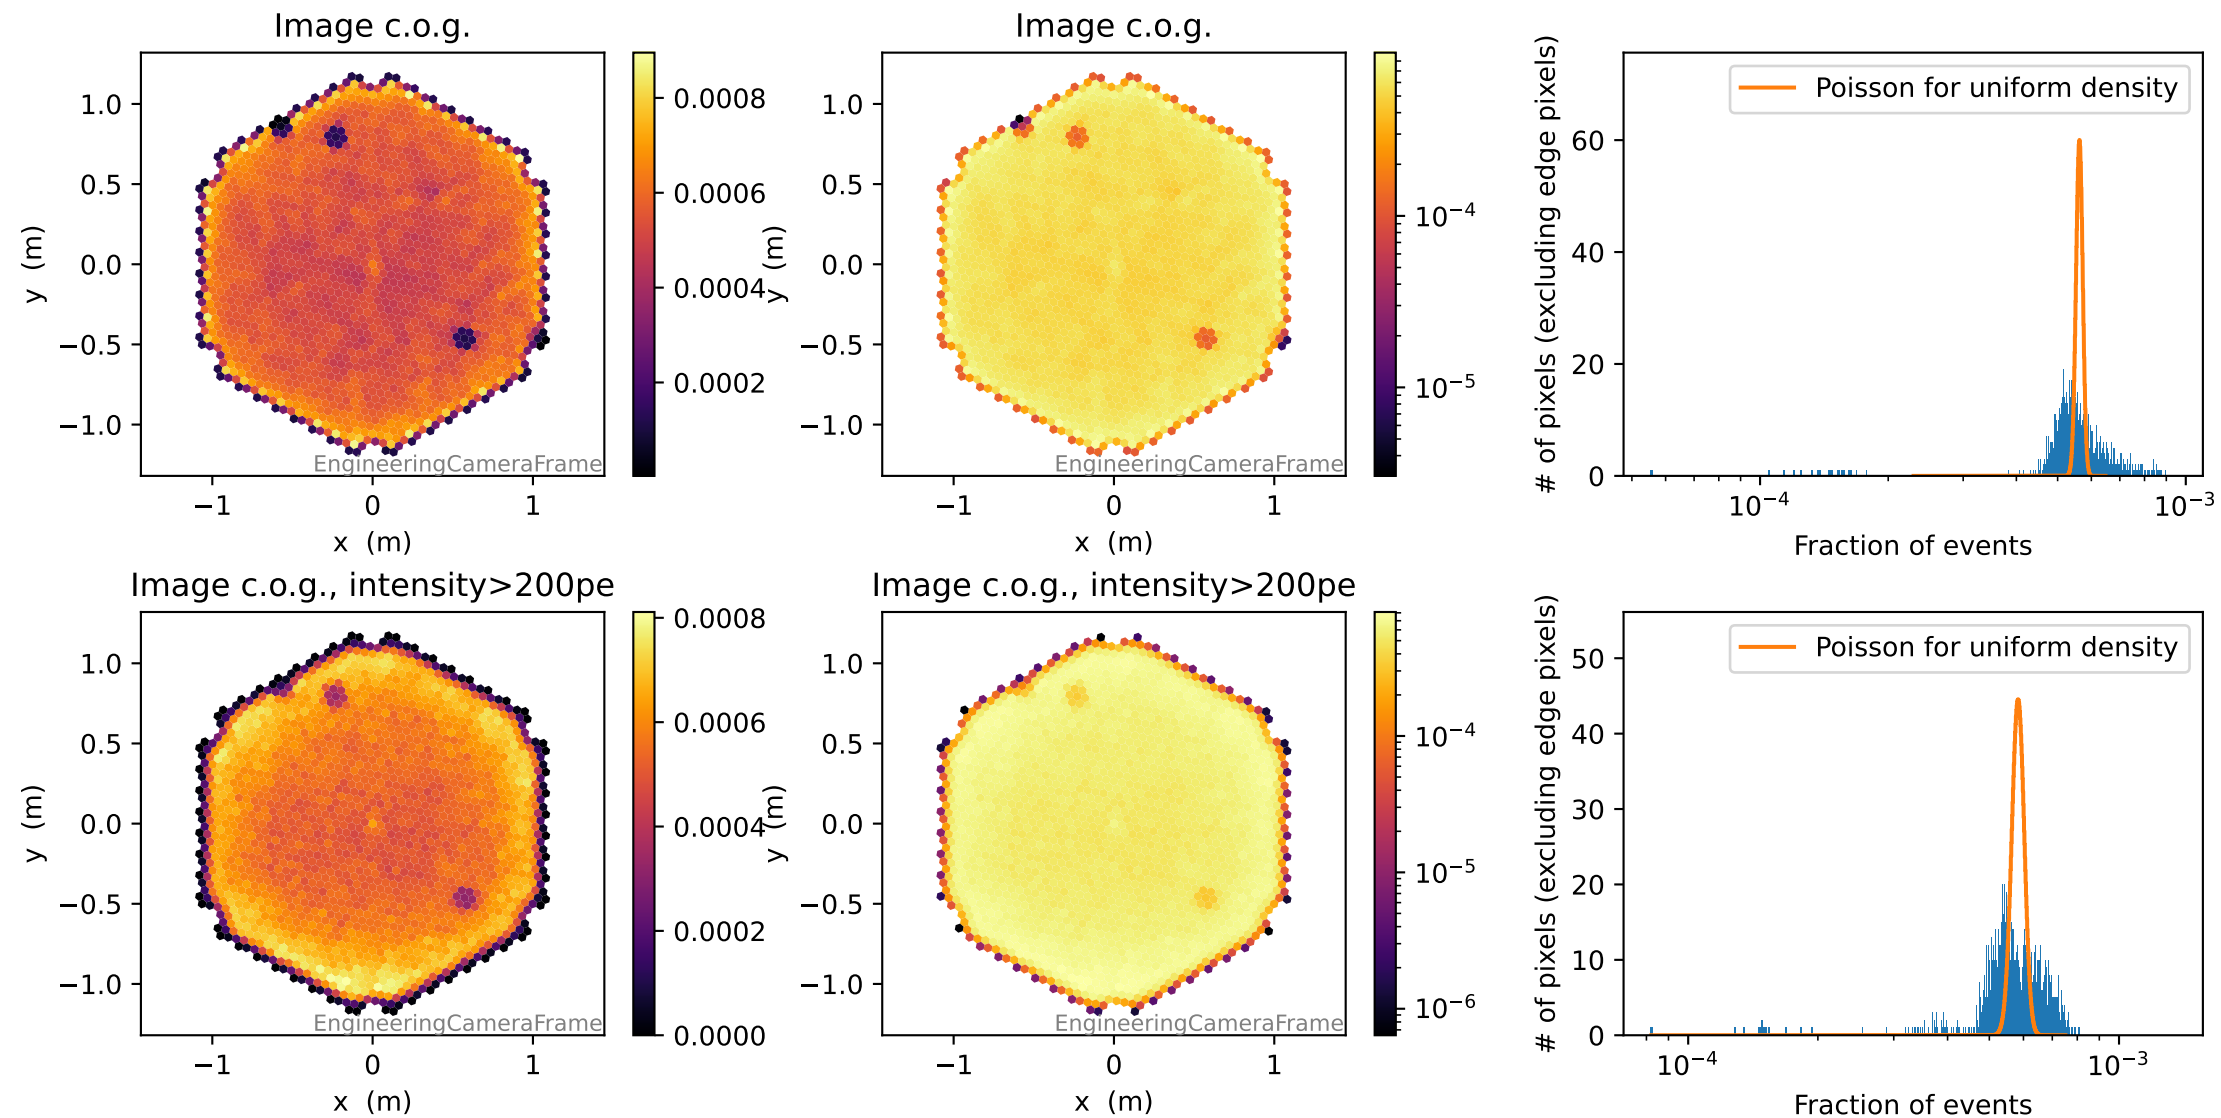 Image c.o.g.
1.0
0.5
0.0
−0.5
−1.0
y (m)
−1
0
1
x (m)
EngineeringCameraFrame
0.0008
0.0006
0.0004
0.0002
Image c.o.g.
1.0
0.5
0.0
−0.5
−1.0
y (m)
−1
0
1
x (m)
EngineeringCameraFrame
10⁻⁴
10⁻⁵
# of pixels (excluding edge pixels)
60
40
20
0
Poisson for uniform density
10⁻⁴
10⁻³
Fraction of events
Image c.o.g., intensity>200pe
1.0
0.5
0.0
−0.5
−1.0
y (m)
−1
0
1
x (m)
EngineeringCameraFrame
0.0008
0.0006
0.0004
0.0002
0.0000
Image c.o.g., intensity>200pe
1.0
0.5
0.0
−0.5
−1.0
y (m)
−1
0
1
x (m)
EngineeringCameraFrame
10⁻⁴
10⁻⁵
10⁻⁶
# of pixels (excluding edge pixels)
50
40
30
20
10
0
Poisson for uniform density
10⁻⁴
10⁻³
Fraction of events